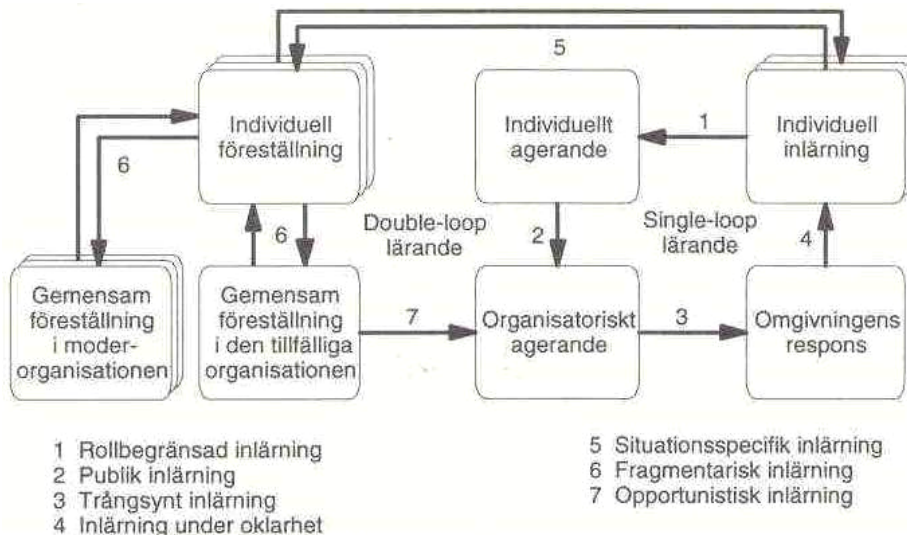 5
Individuell
föreställning
Individuellt
agerande
1
Individuell
inlärning
6
6
Double-loop
lärande
2
Single-loop
lärande
4
Gemensam
föreställning
i moder-
organisationen
Gemensam
föreställning
i den tillfälliga
organisationen
7
Organisatoriskt
agerande
3
Omgivningens
respons
1 Rollbegränsad inlärning
2 Publik inlärning
3 Trångsynt inlärning
4 Inlärning under oklarhet
5 Situationsspecifik inlärning
6 Fragmentarisk inlärning
7 Opportunistisk inlärning